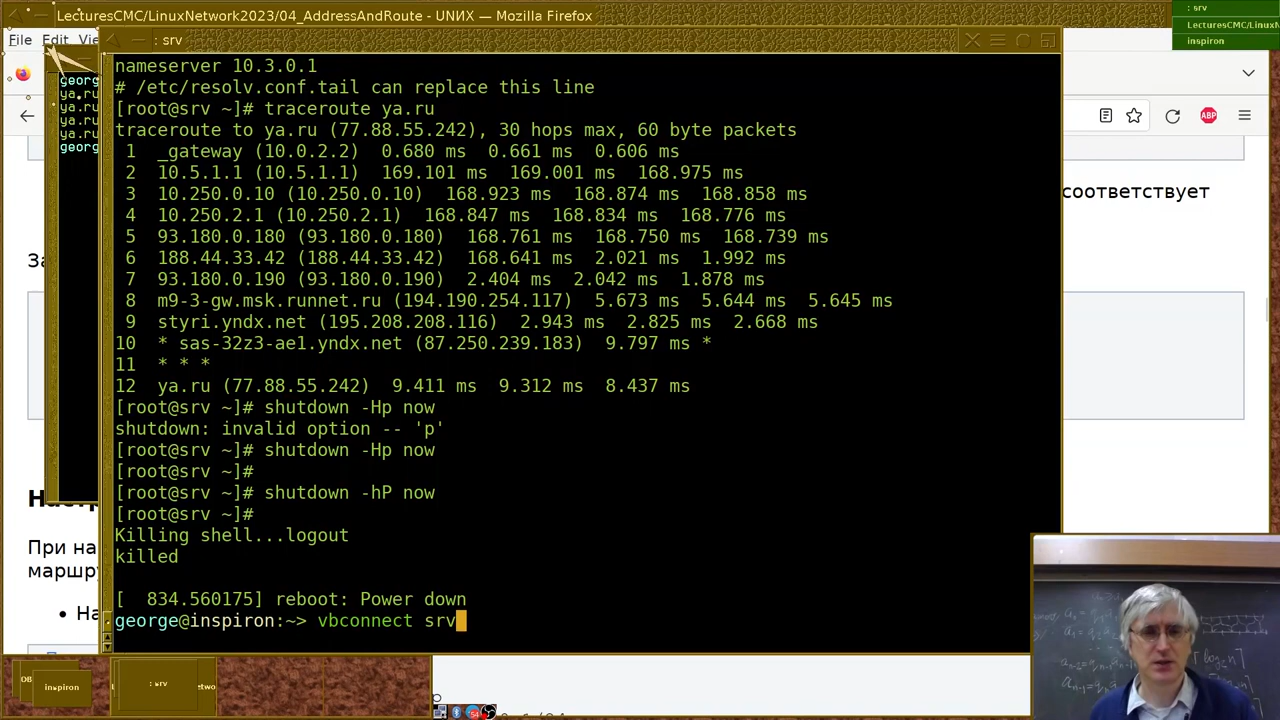 LecturesCMC/LinuxNetwork2023/04_AddressAndRoute - UNИX — Mozilla Firefox
: srv
LecturesCMC/LinuxN
inspiron
File Edit Vie
: srv
georg
ya.ru
ya.ru
ya.ru
ya.ru
georg
nameserver 10.3.0.1
# /etc/resolv.conf.tail can replace this line
[root@srv ~]# traceroute ya.ru
traceroute to ya.ru (77.88.55.242), 30 hops max, 60 byte packets
1 _gateway (10.0.2.2) 0.680 ms 0.661 ms 0.606 ms
2 10.5.1.1 (10.5.1.1) 169.101 ms 169.001 ms 168.975 ms
3 10.250.0.10 (10.250.0.10) 168.923 ms 168.874 ms 168.858 ms
4 10.250.2.1 (10.250.2.1) 168.847 ms 168.834 ms 168.776 ms
5 93.180.0.180 (93.180.0.180) 168.761 ms 168.750 ms 168.739 ms
6 188.44.33.42 (188.44.33.42) 168.641 ms 2.021 ms 1.992 ms
7 93.180.0.190 (93.180.0.190) 2.404 ms 2.042 ms 1.878 ms
8 m9-3-gw.msk.runnet.ru (194.190.254.117) 5.673 ms 5.644 ms 5.645 ms
9 styri.yndx.net (195.208.208.116) 2.943 ms 2.825 ms 2.668 ms
10 * sas-32z3-ae1.yndx.net (87.250.239.183) 9.797 ms *
11 * * *
12 ya.ru (77.88.55.242) 9.411 ms 9.312 ms 8.437 ms
[root@srv ~]# shutdown -Hp now
shutdown: invalid option -- 'p'
[root@srv ~]# shutdown -Hp now
[root@srv ~]#
[root@srv ~]# shutdown -hP now
[root@srv ~]#
Killing shell...logout
killed
[ 834.560175] reboot: Power down
george@inspiron:~> vbconnect srv
ABP
соответствует
За
Наст
При на
маршру
• На
DB
inspiron
: srv
etwo